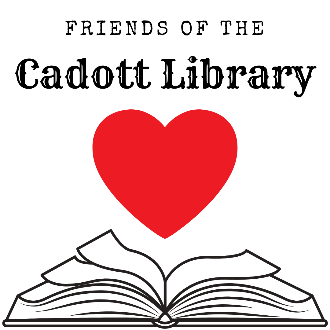 FRIENDS OF THE
Cadott Library